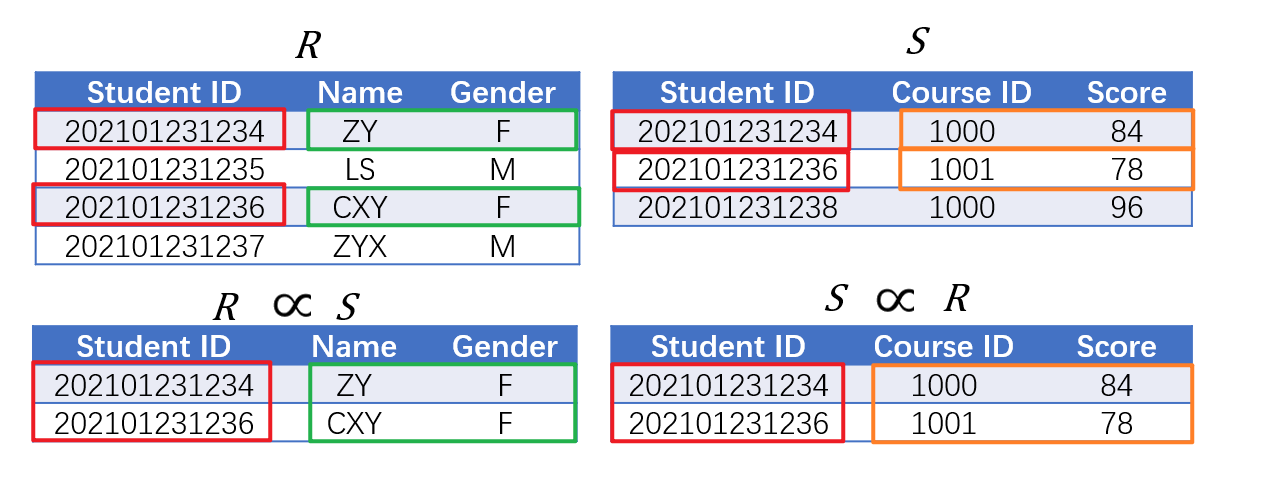 R
Student ID Name Gender
202101231234 ZY F
202101231235 LS M
202101231236 CXY F
202101231237 ZYX M
S
Student ID Course ID Score
202101231234 1000 84
202101231236 1001 78
202101231238 1000 96
R ∝ S
Student ID Name Gender
202101231234 ZY F
202101231236 CXY F
S ∝ R
Student ID Course ID Score
202101231234 1000 84
202101231236 1001 78